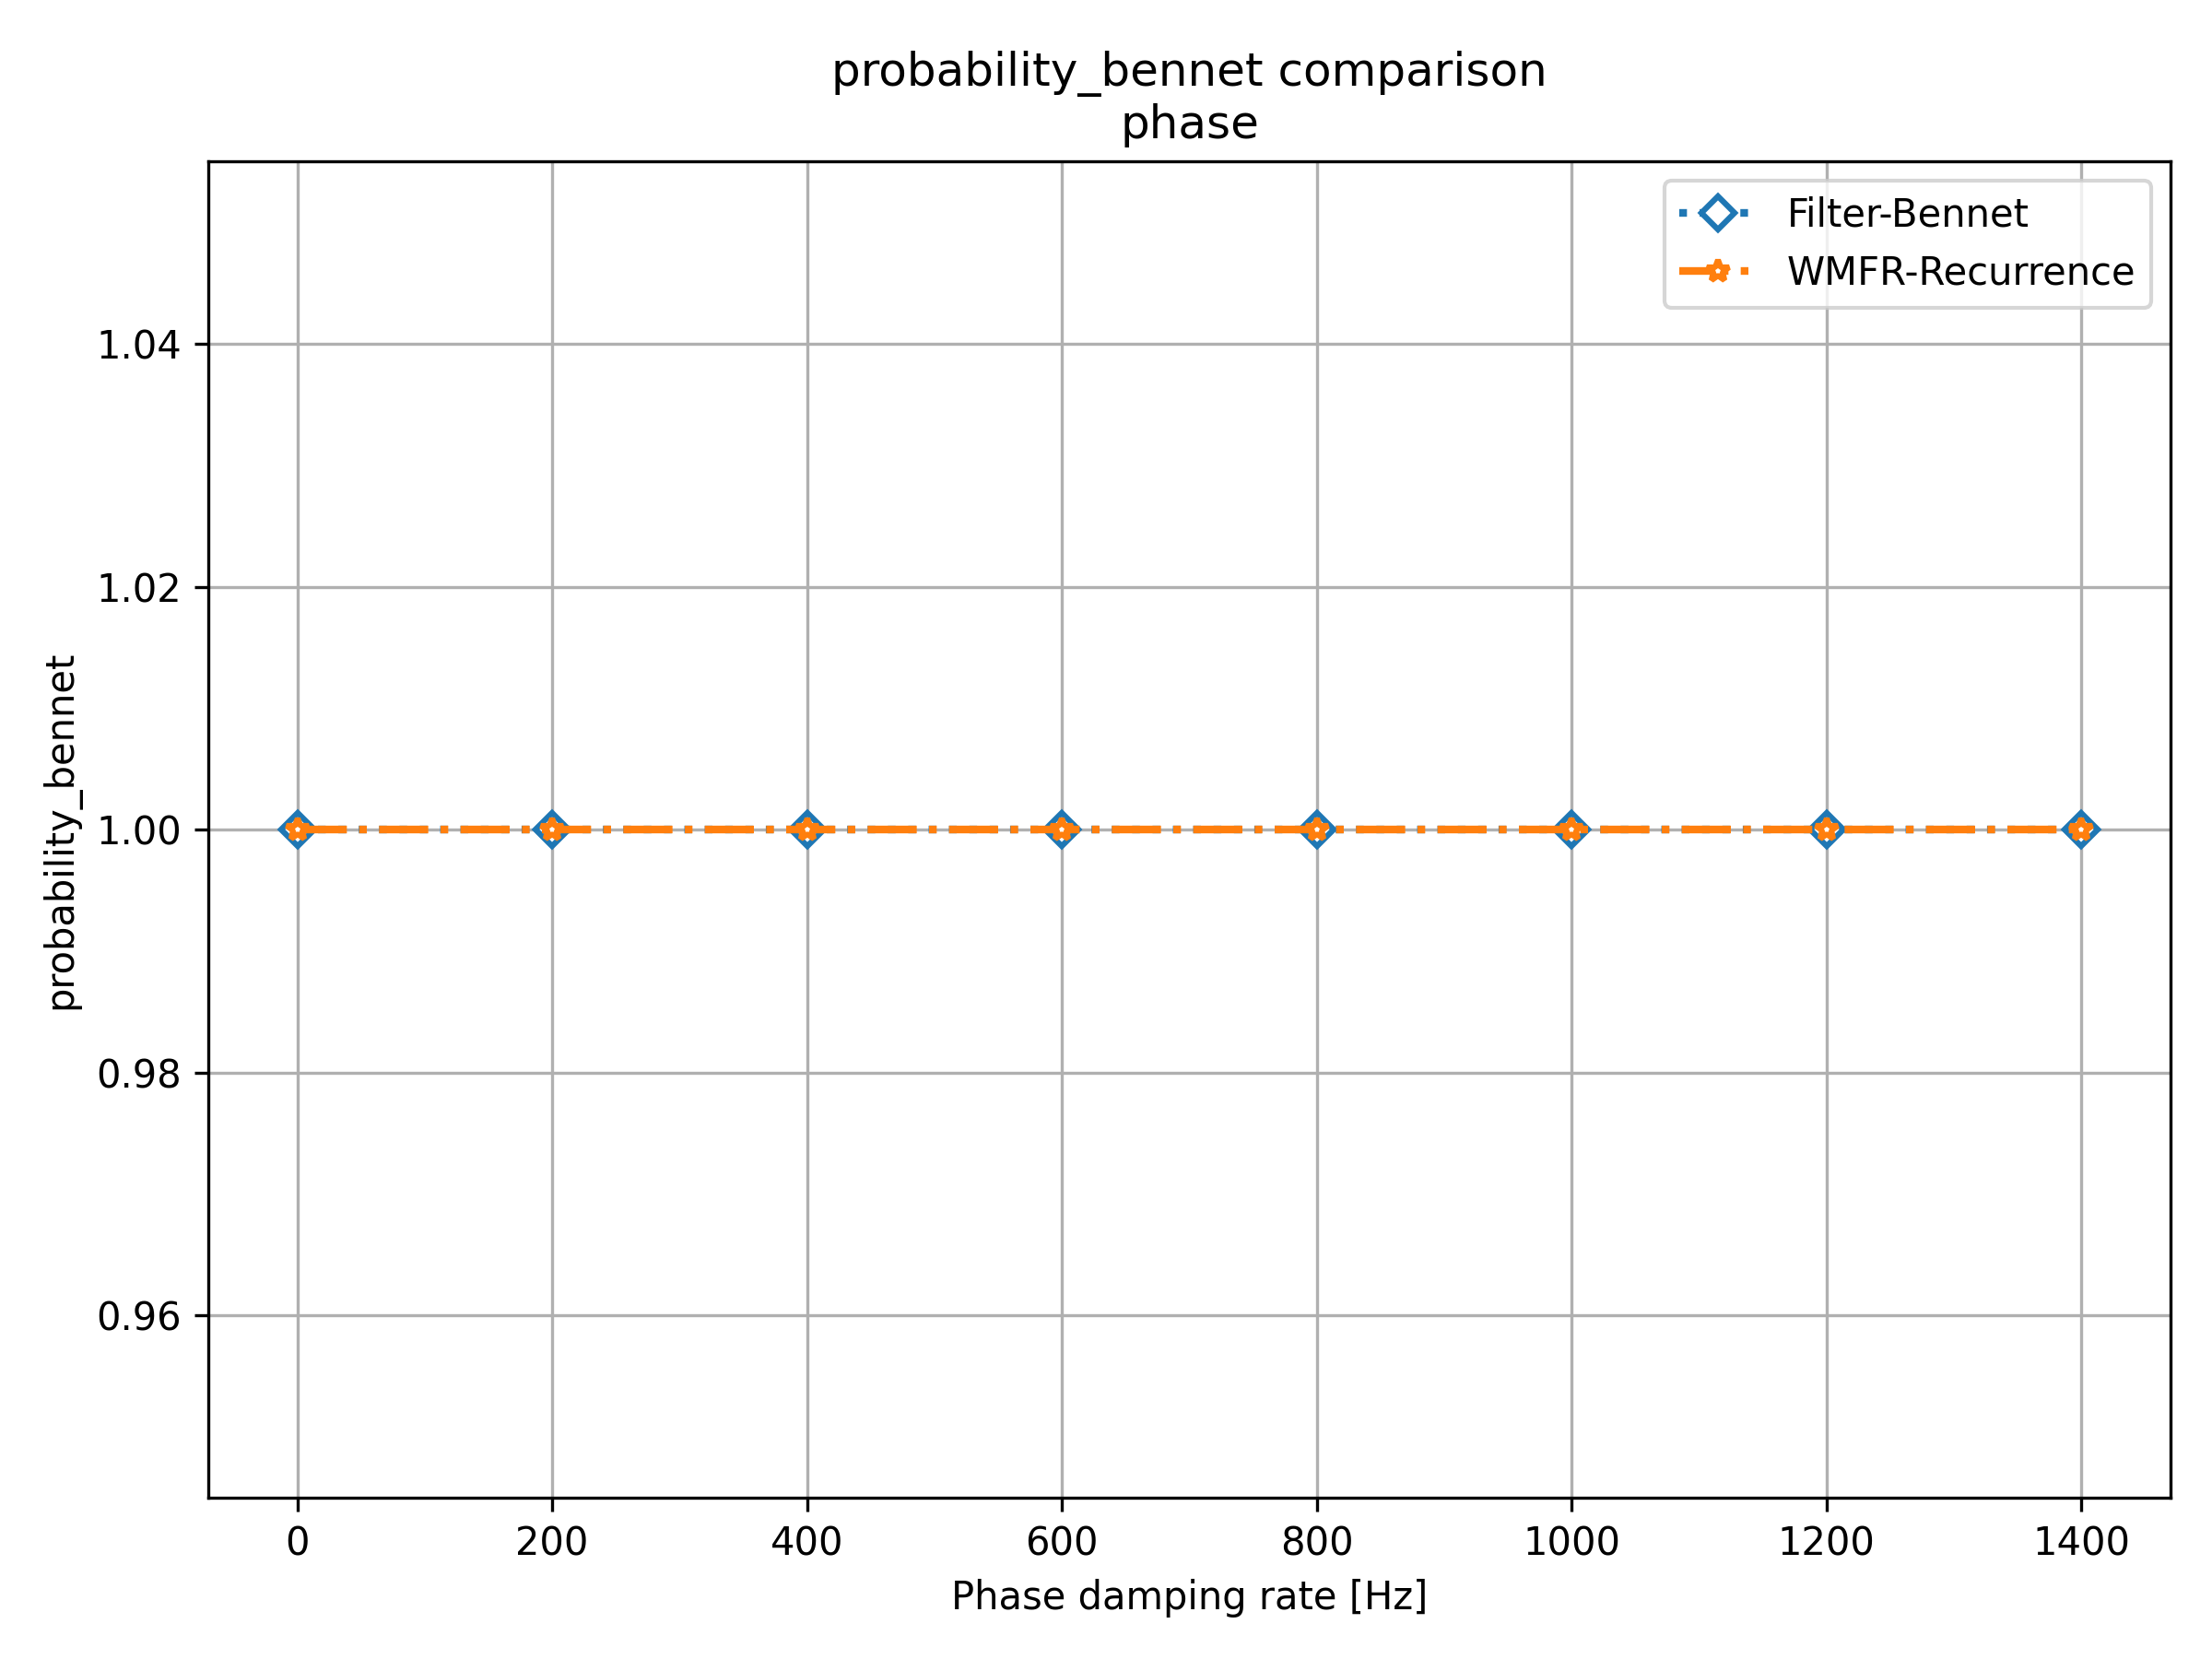 probability_bennet comparison
phase
Filter-Bennet
WMFR-Recurrence
1.04
1.02
1.00
0.98
0.96
probability_bennet
0 200 400 600 800 1000 1200 1400
Phase damping rate [Hz]